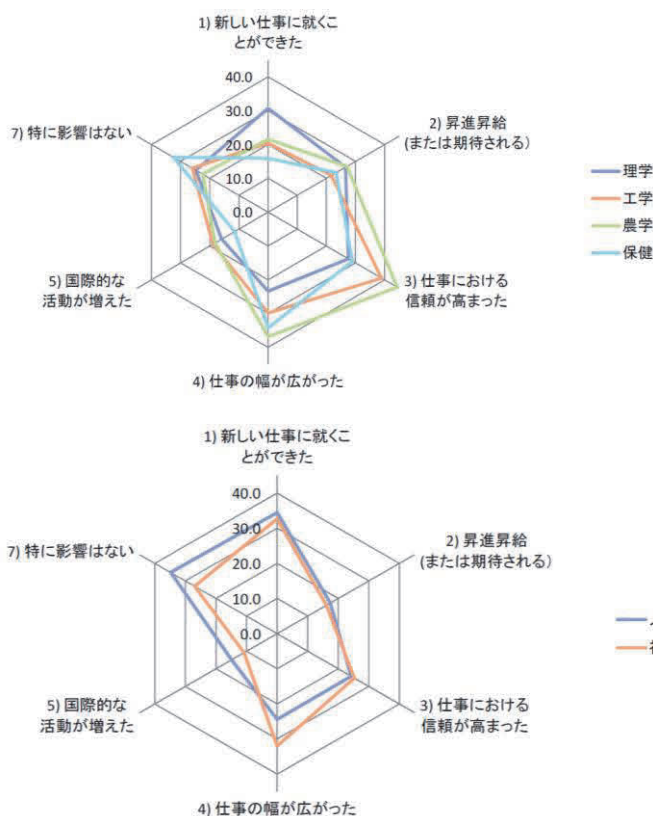 1) 新しい仕事に就くこ
とができた
40.0
30.0
20.0
10.0
0.0
2) 昇進昇給
(または期待される)
3) 仕事における
信頼が高まった
4) 仕事の幅が広がった
5) 国際的な
活動が増えた
7) 特に影響はない
理学
工学
農学
保健
1) 新しい仕事に就くこ
とができた
40.0
30.0
20.0
10.0
0.0
2) 昇進昇給
(または期待される)
3) 仕事における
信頼が高まった
4) 仕事の幅が広がった
5) 国際的な
活動が増えた
7) 特に影響はない